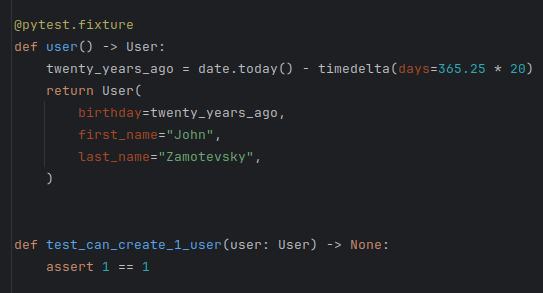 @pytest.fixture
def user() -> User:
    twenty_years_ago = date.today() - timedelta(days=365.25 * 20)
    return User(
        birthday=twenty_years_ago,
        first_name="John",
        last_name="Zamotevsky",
    )
def test_can_create_1_user(user: User) -> None:
    assert 1 == 1